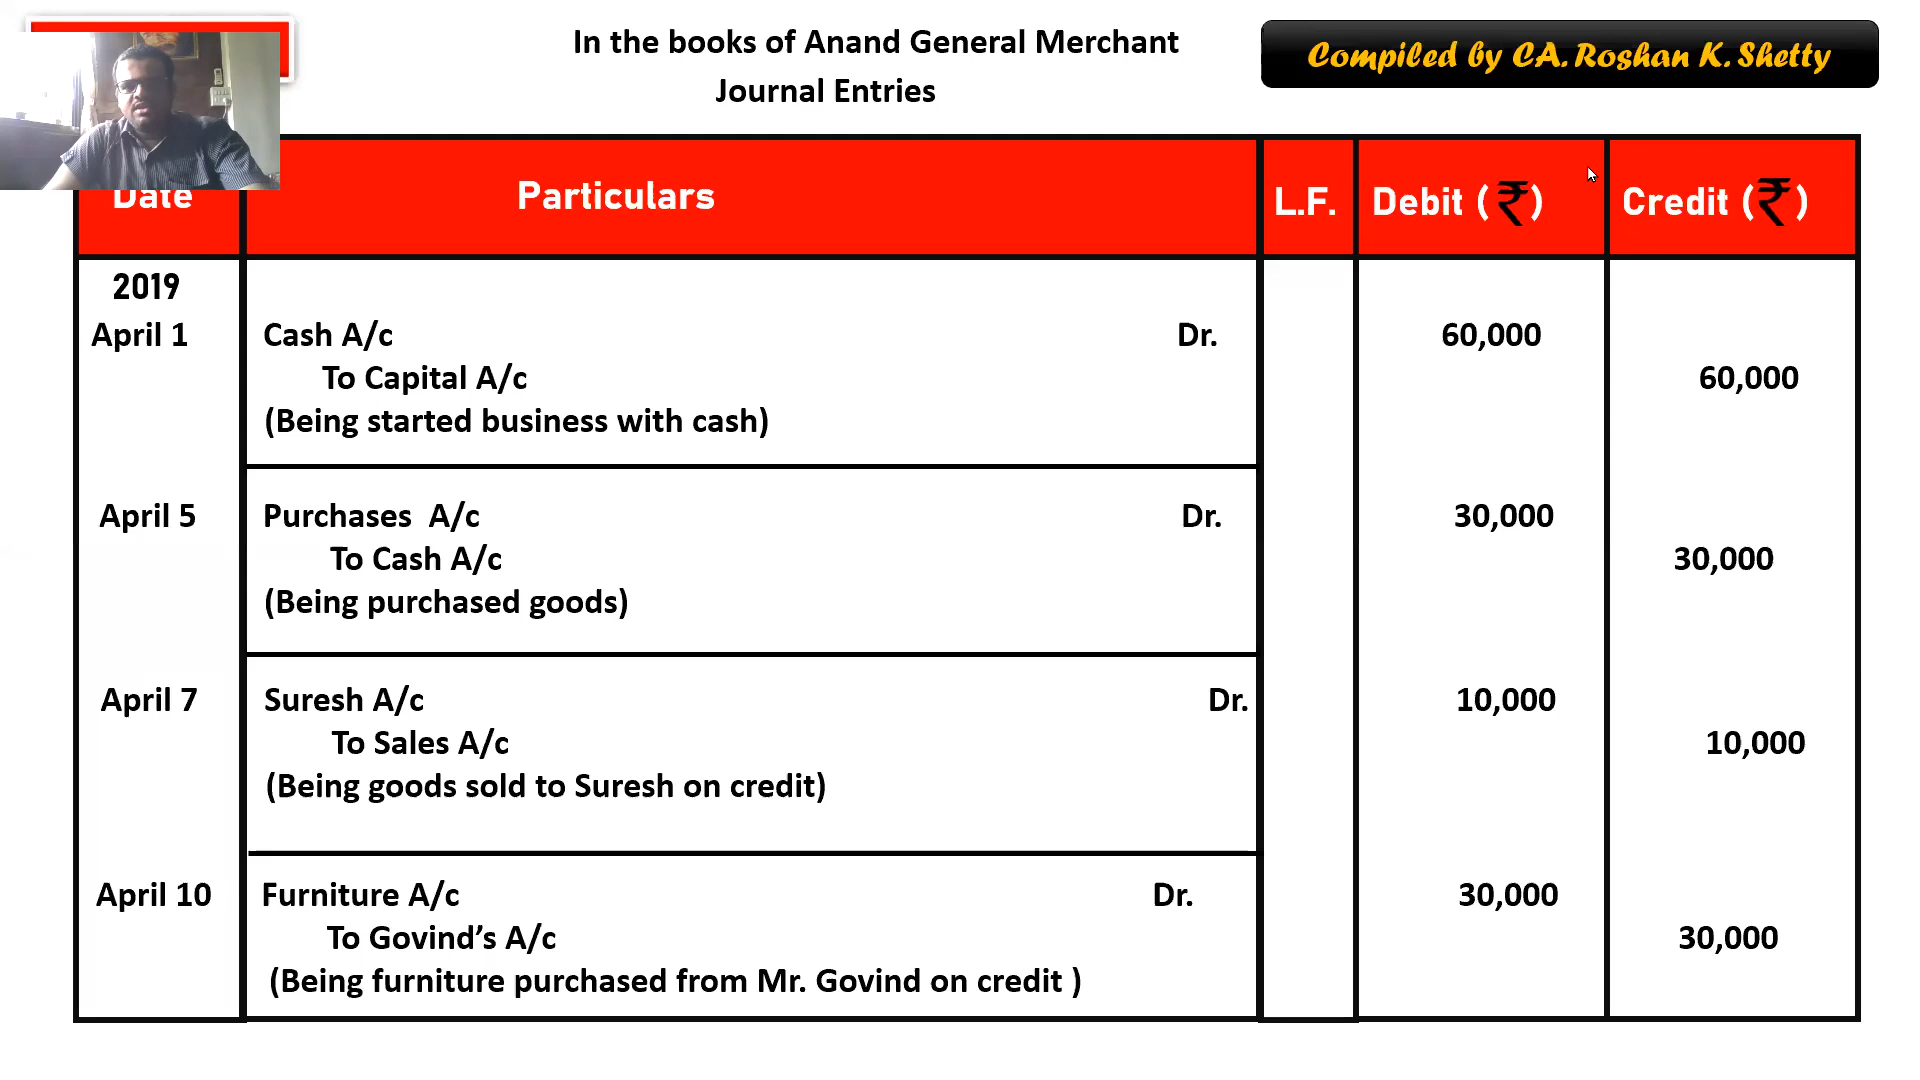 In the books of Anand General Merchant
Journal Entries
Compiled by CA. Roshan K. Shetty
Date Particulars L.F. Debit (₹) Credit (₹)
2019
April 1 Cash A/c Dr. 60,000
To Capital A/c 60,000
(Being started business with cash)
April 5 Purchases A/c Dr. 30,000
To Cash A/c 30,000
(Being purchased goods)
April 7 Suresh A/c Dr. 10,000
To Sales A/c 10,000
(Being goods sold to Suresh on credit)
April 10 Furniture A/c Dr. 30,000
To Govind’s A/c 30,000
(Being furniture purchased from Mr. Govind on credit )